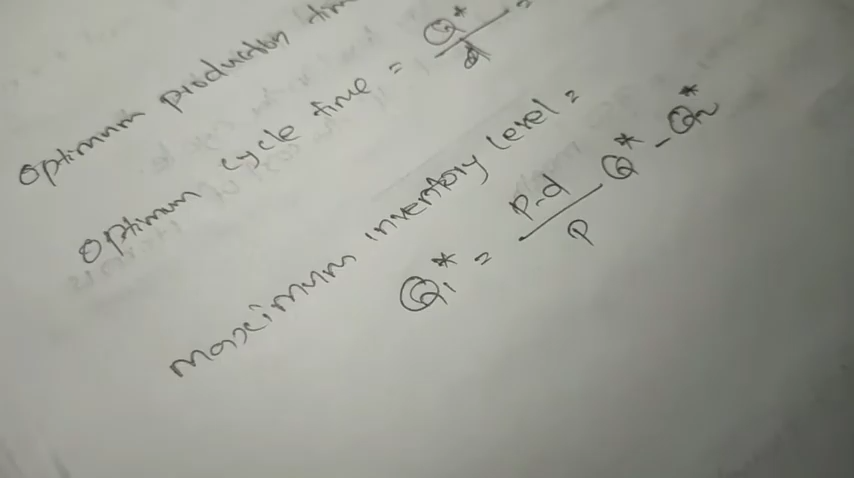 Optimum production
Optimum cycle time = Q*/d =
Maximum inventory level =
Q₁* = P-d/P Q* - Q₂*